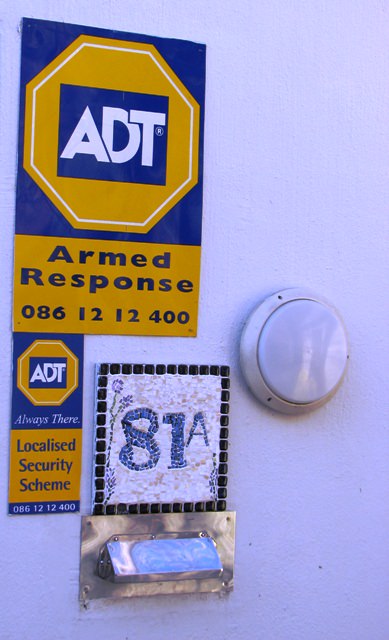 ADT®
Armed
Response
086 12 12 400
ADT
Always There.
Localised
Security
Scheme
086 12 12 400
81A